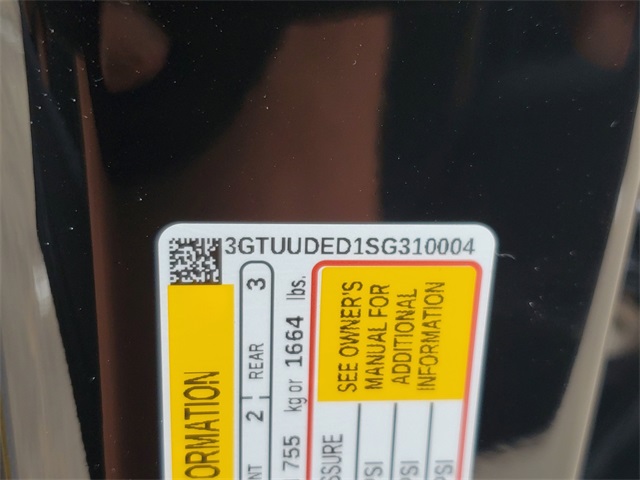 3GTUUDED1SG310004
ORMATION
NT 2 REAR 3
755 kg or 1664 lbs.
SEE OWNER'S
MANUAL FOR
ADDITIONAL
INFORMATION
SSURE
PSI
PSI
PSI